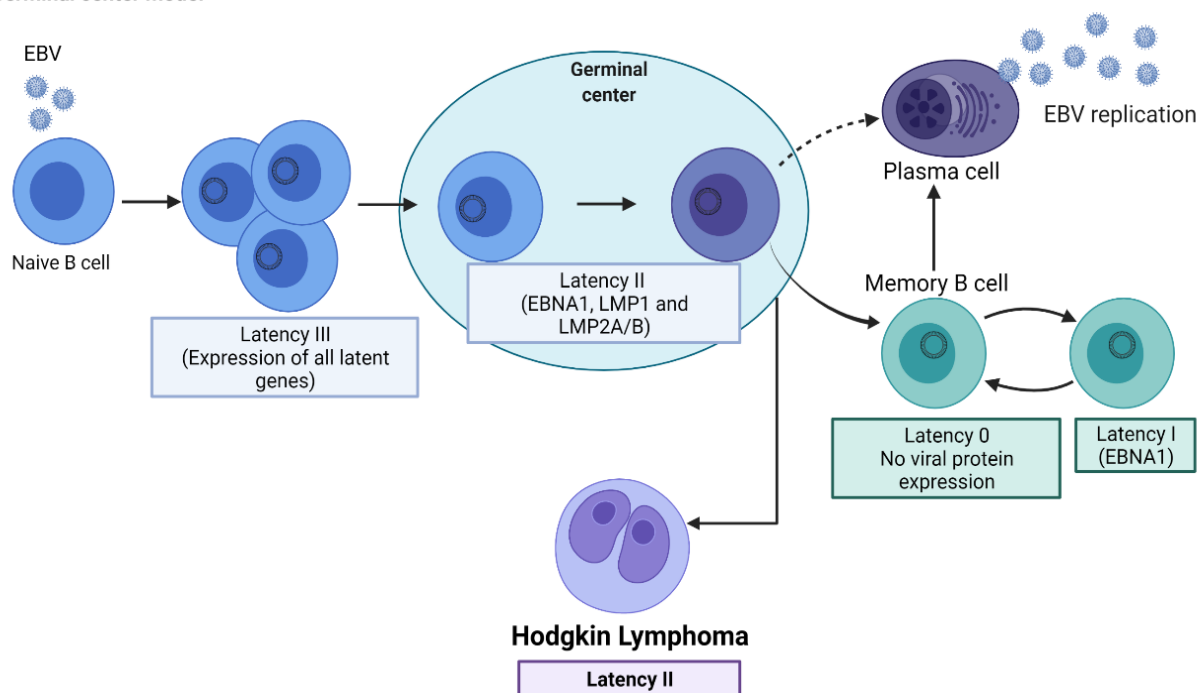 EBV
Germinal
center
EBV replication
Plasma cell
Naive B cell
Latency II
(EBNA1, LMP1 and
LMP2A/B)
Memory B cell
Latency III
(Expression of all latent
genes)
Latency 0
No viral protein
expression
Latency I
(EBNA1)
Hodgkin Lymphoma
Latency II